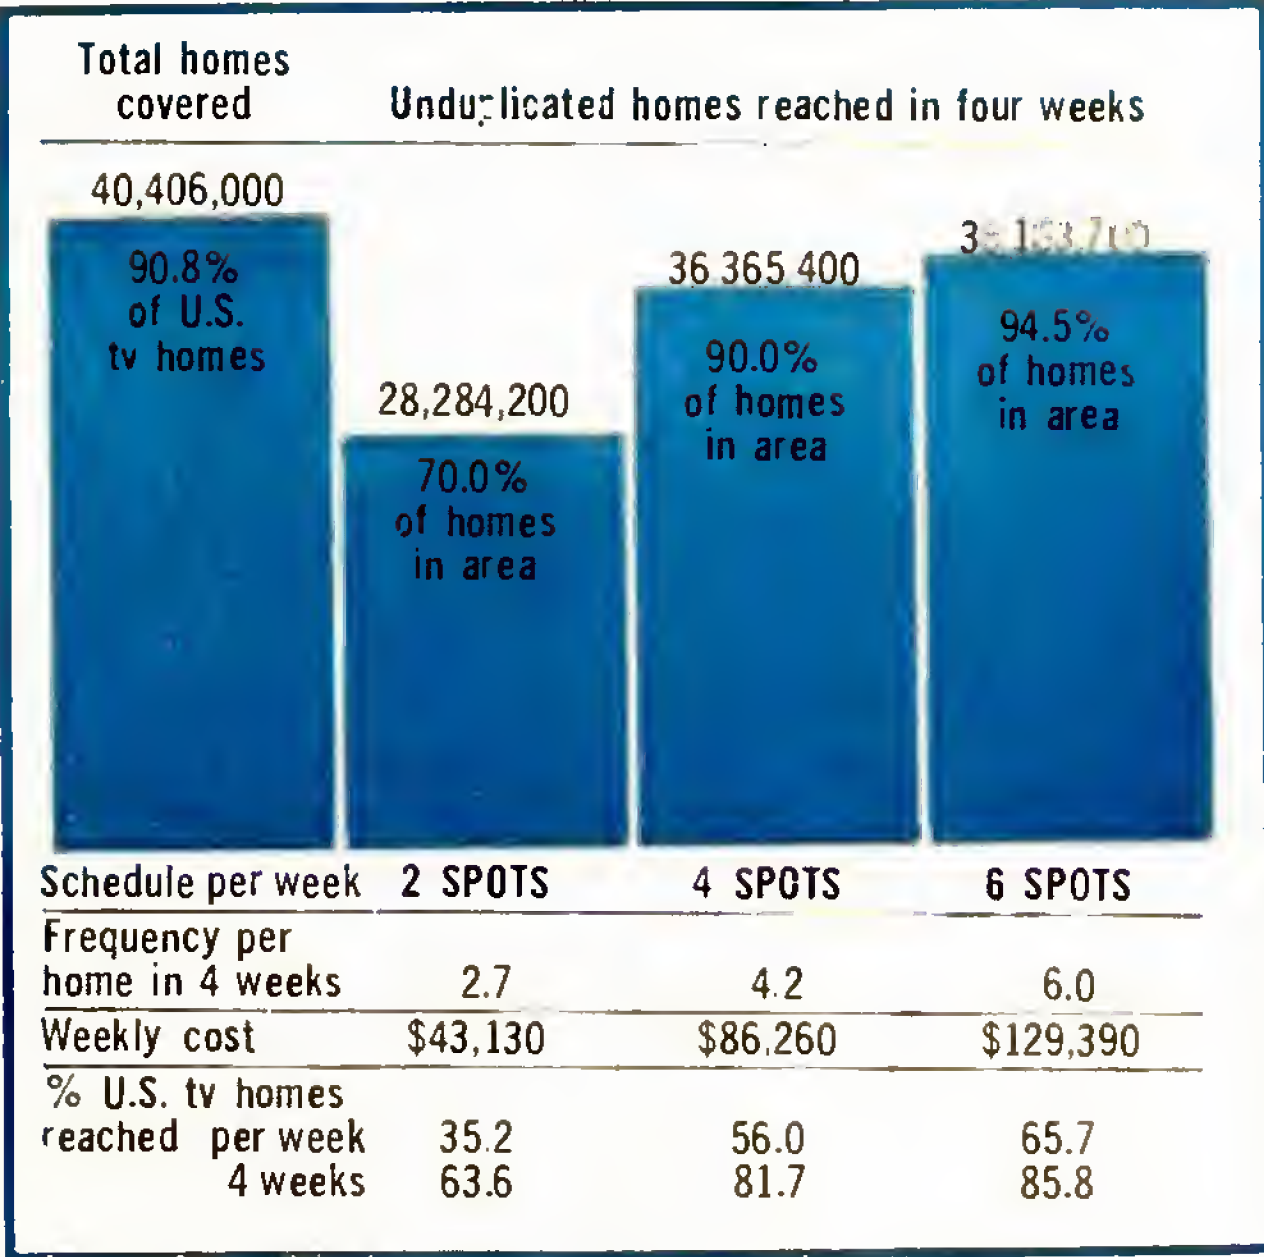 Total homes
covered
Unduplicated homes reached in four weeks
40,406,000
90.8%
of U.S.
tv homes
28,284,200
70.0%
of homes
in area
36 365 400
90.0%
of homes
in area
94.5%
of homes
in area
Schedule per week 2 SPOTS 4 SPOTS 6 SPOTS
Frequency per
home in 4 weeks 2.7 4.2 6.0
Weekly cost $43,130 $86,260 $129,390
% U.S. tv homes
reached per week 35.2 56.0 65.7
4 weeks 63.6 81.7 85.8